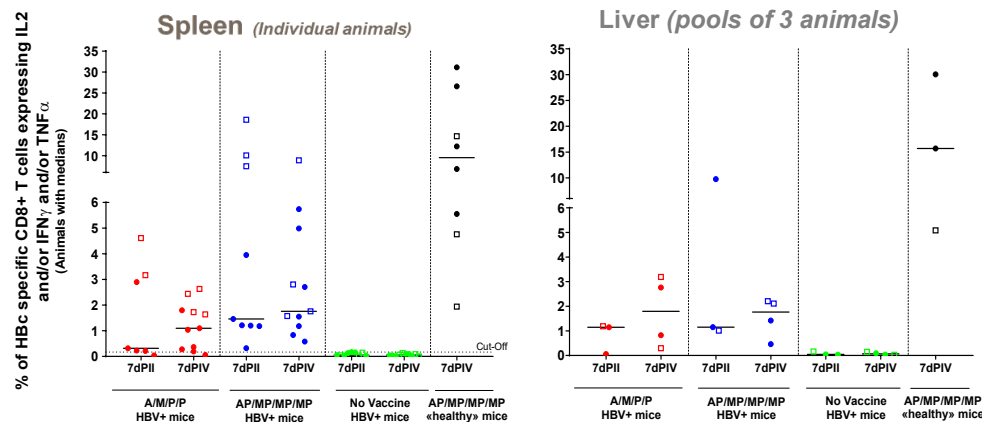 Spleen (Individual animals)
% of HBc specific CD8+ T cells expressing IL2
and/or IFNγ and/or TNFα
(Animals with medians)
35
30
25
20
15
10
6
5
4
3
2
1
0
Cut-Off
7dPII 7dPIV 7dPII 7dPIV 7dPII 7dPIV 7dPIV
A/M/P/P AP/MP/MP/MP No Vaccine AP/MP/MP/MP
HBV+ mice HBV+ mice HBV+ mice «healthy» mice
Liver (pools of 3 animals)
35
30
25
20
15
10
5
6
5
4
3
2
1
0
7dPII 7dPIV 7dPII 7dPIV 7dPII 7dPIV 7dPIV
A/M/P/P AP/MP/MP/MP No Vaccine AP/MP/MP/MP
HBV+ mice HBV+ mice HBV+ mice «healthy» mice